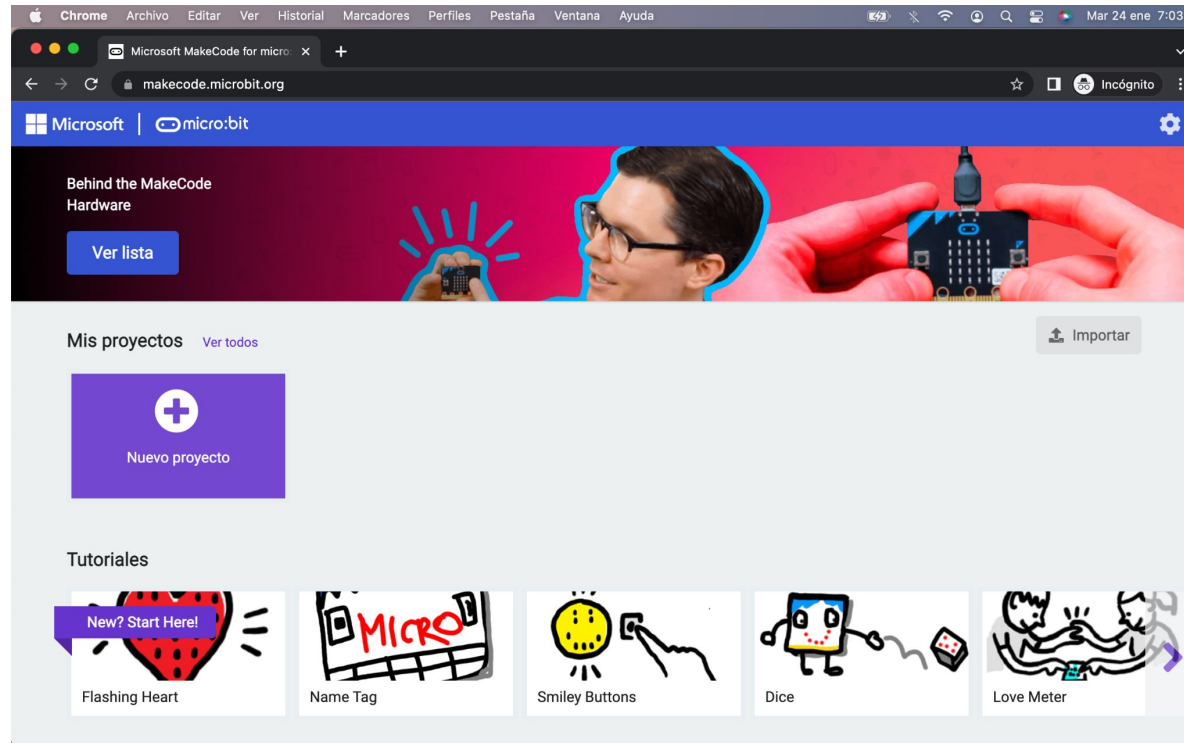 Chrome Archivo Editar Ver Historial Marcadores Perfiles Pestaña Ventana Ayuda Mar 24 ene 7:03
Microsoft MakeCode for micro:
makecode.microbit.org Incógnito
Microsoft micro:bit
Behind the MakeCode
Hardware
Ver lista
Mis proyectos Ver todos Importar
Nuevo proyecto
Tutoriales
New? Start Here!
MICRO
Flashing Heart Name Tag Smiley Buttons Dice Love Meter